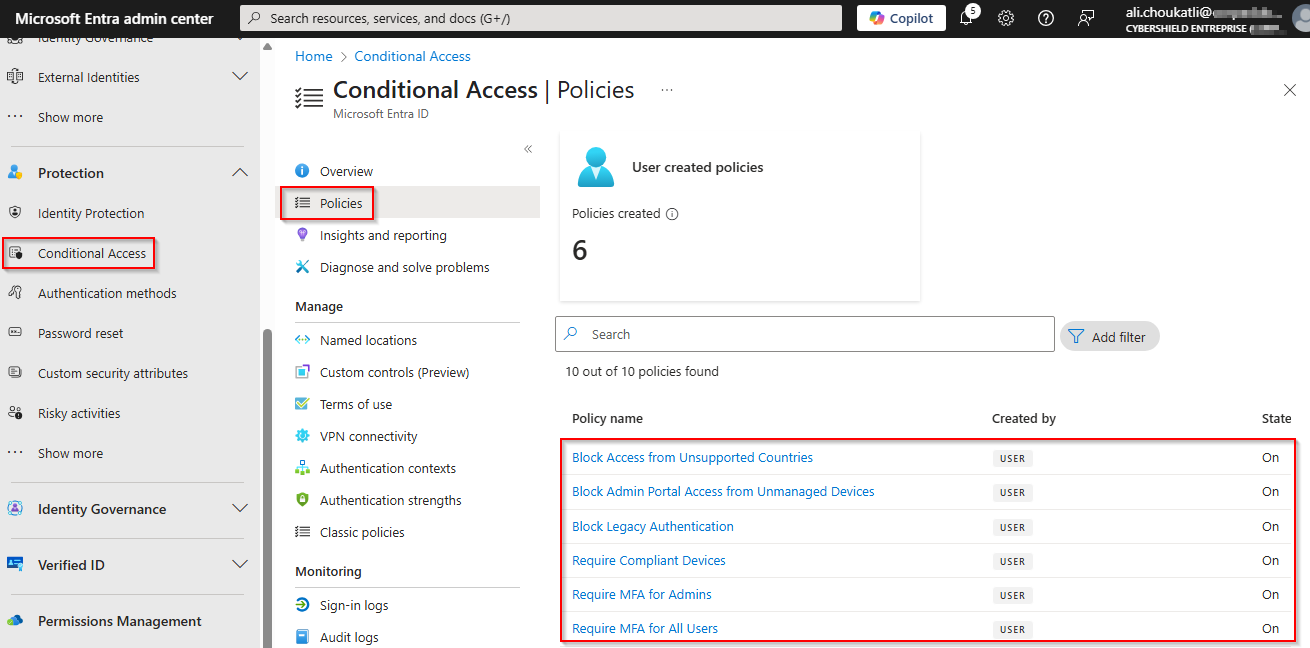 Microsoft Entra admin center
Search resources, services, and docs (G+/)
Copilot
5
ali.choukatli@
CYBERSHIELD ENTREPRISE (
Identity Governance
External Identities
Show more
Protection
Identity Protection
Conditional Access
Authentication methods
Password reset
Custom security attributes
Risky activities
Show more
Identity Governance
Verified ID
Permissions Management
Home > Conditional Access
Conditional Access | Policies ...
Microsoft Entra ID
«
Overview
Policies
Insights and reporting
Diagnose and solve problems
Manage
Named locations
Custom controls (Preview)
Terms of use
VPN connectivity
Authentication contexts
Authentication strengths
Classic policies
Monitoring
Sign-in logs
Audit logs
User created policies
Policies created
6
Search
Add filter
10 out of 10 policies found
Policy name Created by State
Block Access from Unsupported Countries USER On
Block Admin Portal Access from Unmanaged Devices USER On
Block Legacy Authentication USER On
Require Compliant Devices USER On
Require MFA for Admins USER On
Require MFA for All Users USER On